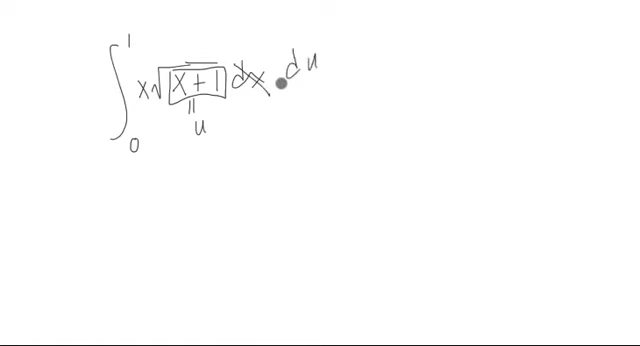 ∫₀¹ x√(x + 1) dx du
u